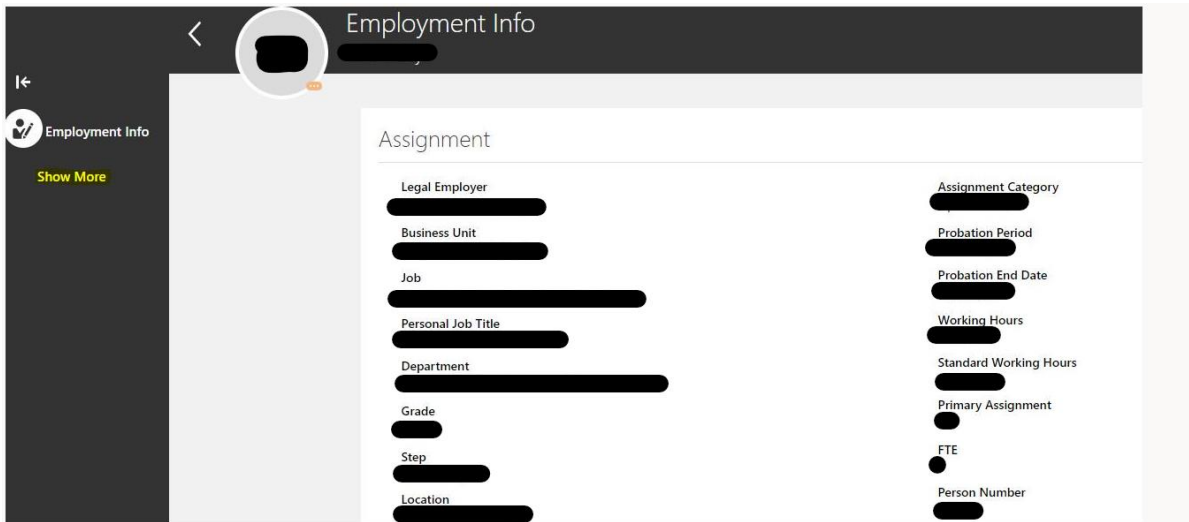 Employment Info
Employment Info
Show More
Assignment
Legal Employer
Business Unit
Job
Personal Job Title
Department
Grade
Step
Location
Assignment Category
Probation Period
Probation End Date
Working Hours
Standard Working Hours
Primary Assignment
FTE
Person Number